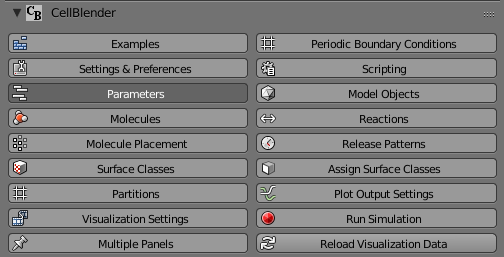 CB CellBlender
Examples
Periodic Boundary Conditions
Settings & Preferences
Scripting
Parameters
Model Objects
Molecules
Reactions
Molecule Placement
Release Patterns
Surface Classes
Assign Surface Classes
Partitions
Plot Output Settings
Visualization Settings
Run Simulation
Multiple Panels
Reload Visualization Data